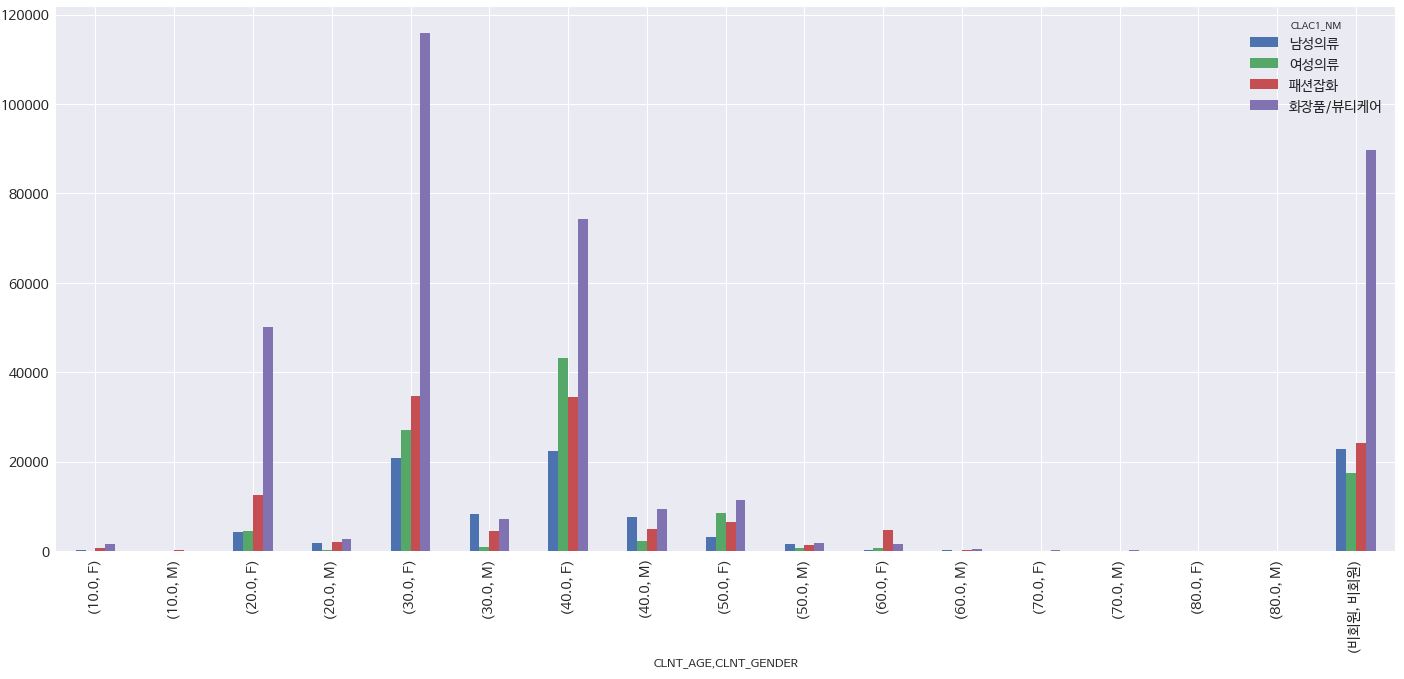 120000
100000
80000
60000
40000
20000
0
CLAC1_NM
남성의류
여성의류
패션잡화
화장품/뷰티케어
(10.0, F)
(10.0, M)
(20.0, F)
(20.0, M)
(30.0, F)
(30.0, M)
(40.0, F)
(40.0, M)
(50.0, F)
(50.0, M)
(60.0, F)
(60.0, M)
(70.0, F)
(70.0, M)
(80.0, F)
(80.0, M)
(비회원, 비회원)
CLNT_AGE,CLNT_GENDER